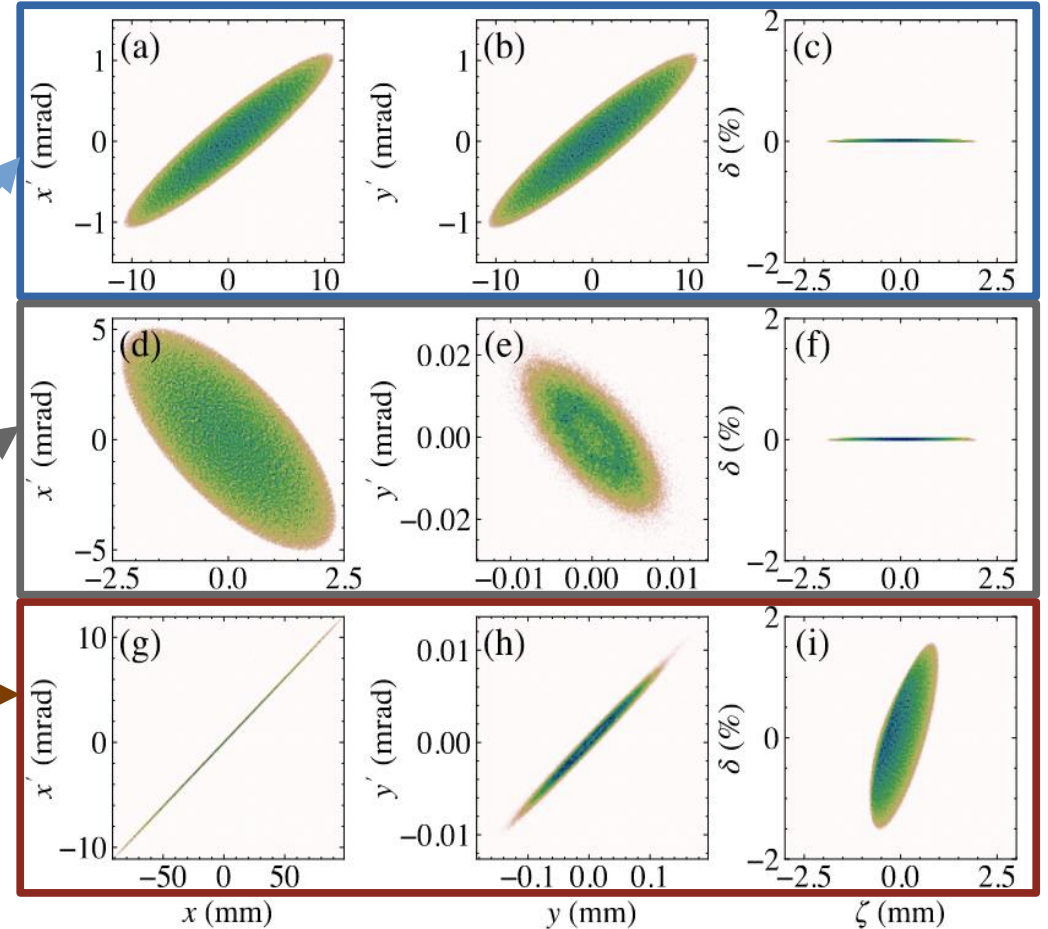 (a) (b) (c)
x′ (mrad) y′ (mrad) δ (%)
1 1 2
0 0 0
−1 −1 −2
−10 0 10 −10 0 10 −2.5 0.0 2.5
(d) (e) (f)
x′ (mrad) y′ (mrad) δ (%)
5 0.02 2
0 0.00 0
−5 −0.02 −2
−2.5 0.0 2.5 −0.01 0.00 0.01 −2.5 0.0 2.5
(g) (h) (i)
x′ (mrad) y′ (mrad) δ (%)
10 0.01 2
0 0.00 0
−10 −0.01 −2
−50 0 50 −0.1 0.0 0.1 −2.5 0.0 2.5
x (mm) y (mm) ζ (mm)